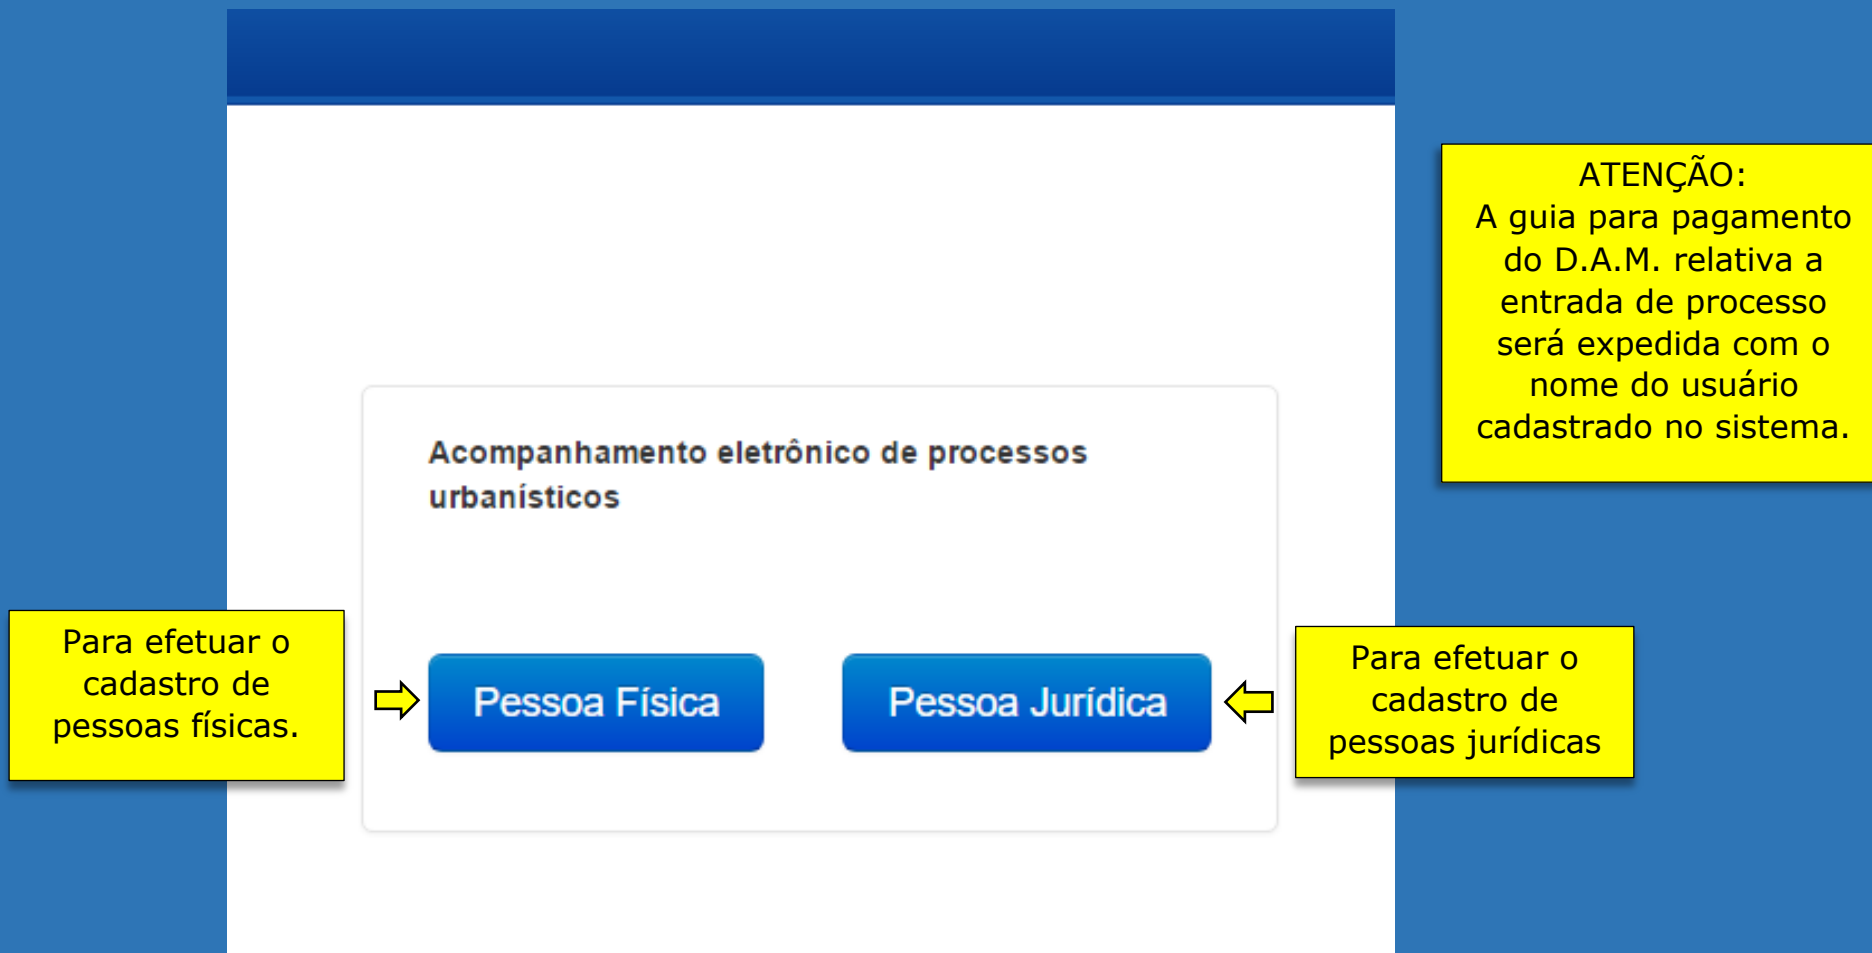 ATENÇÃO:
A guia para pagamento
do D.A.M. relativa a
entrada de processo
será expedida com o
nome do usuário
cadastrado no sistema.
Acompanhamento eletrônico de processos
urbanísticos
Para efetuar o
cadastro de
pessoas físicas.
Pessoa Física
Pessoa Jurídica
Para efetuar o
cadastro de
pessoas jurídicas